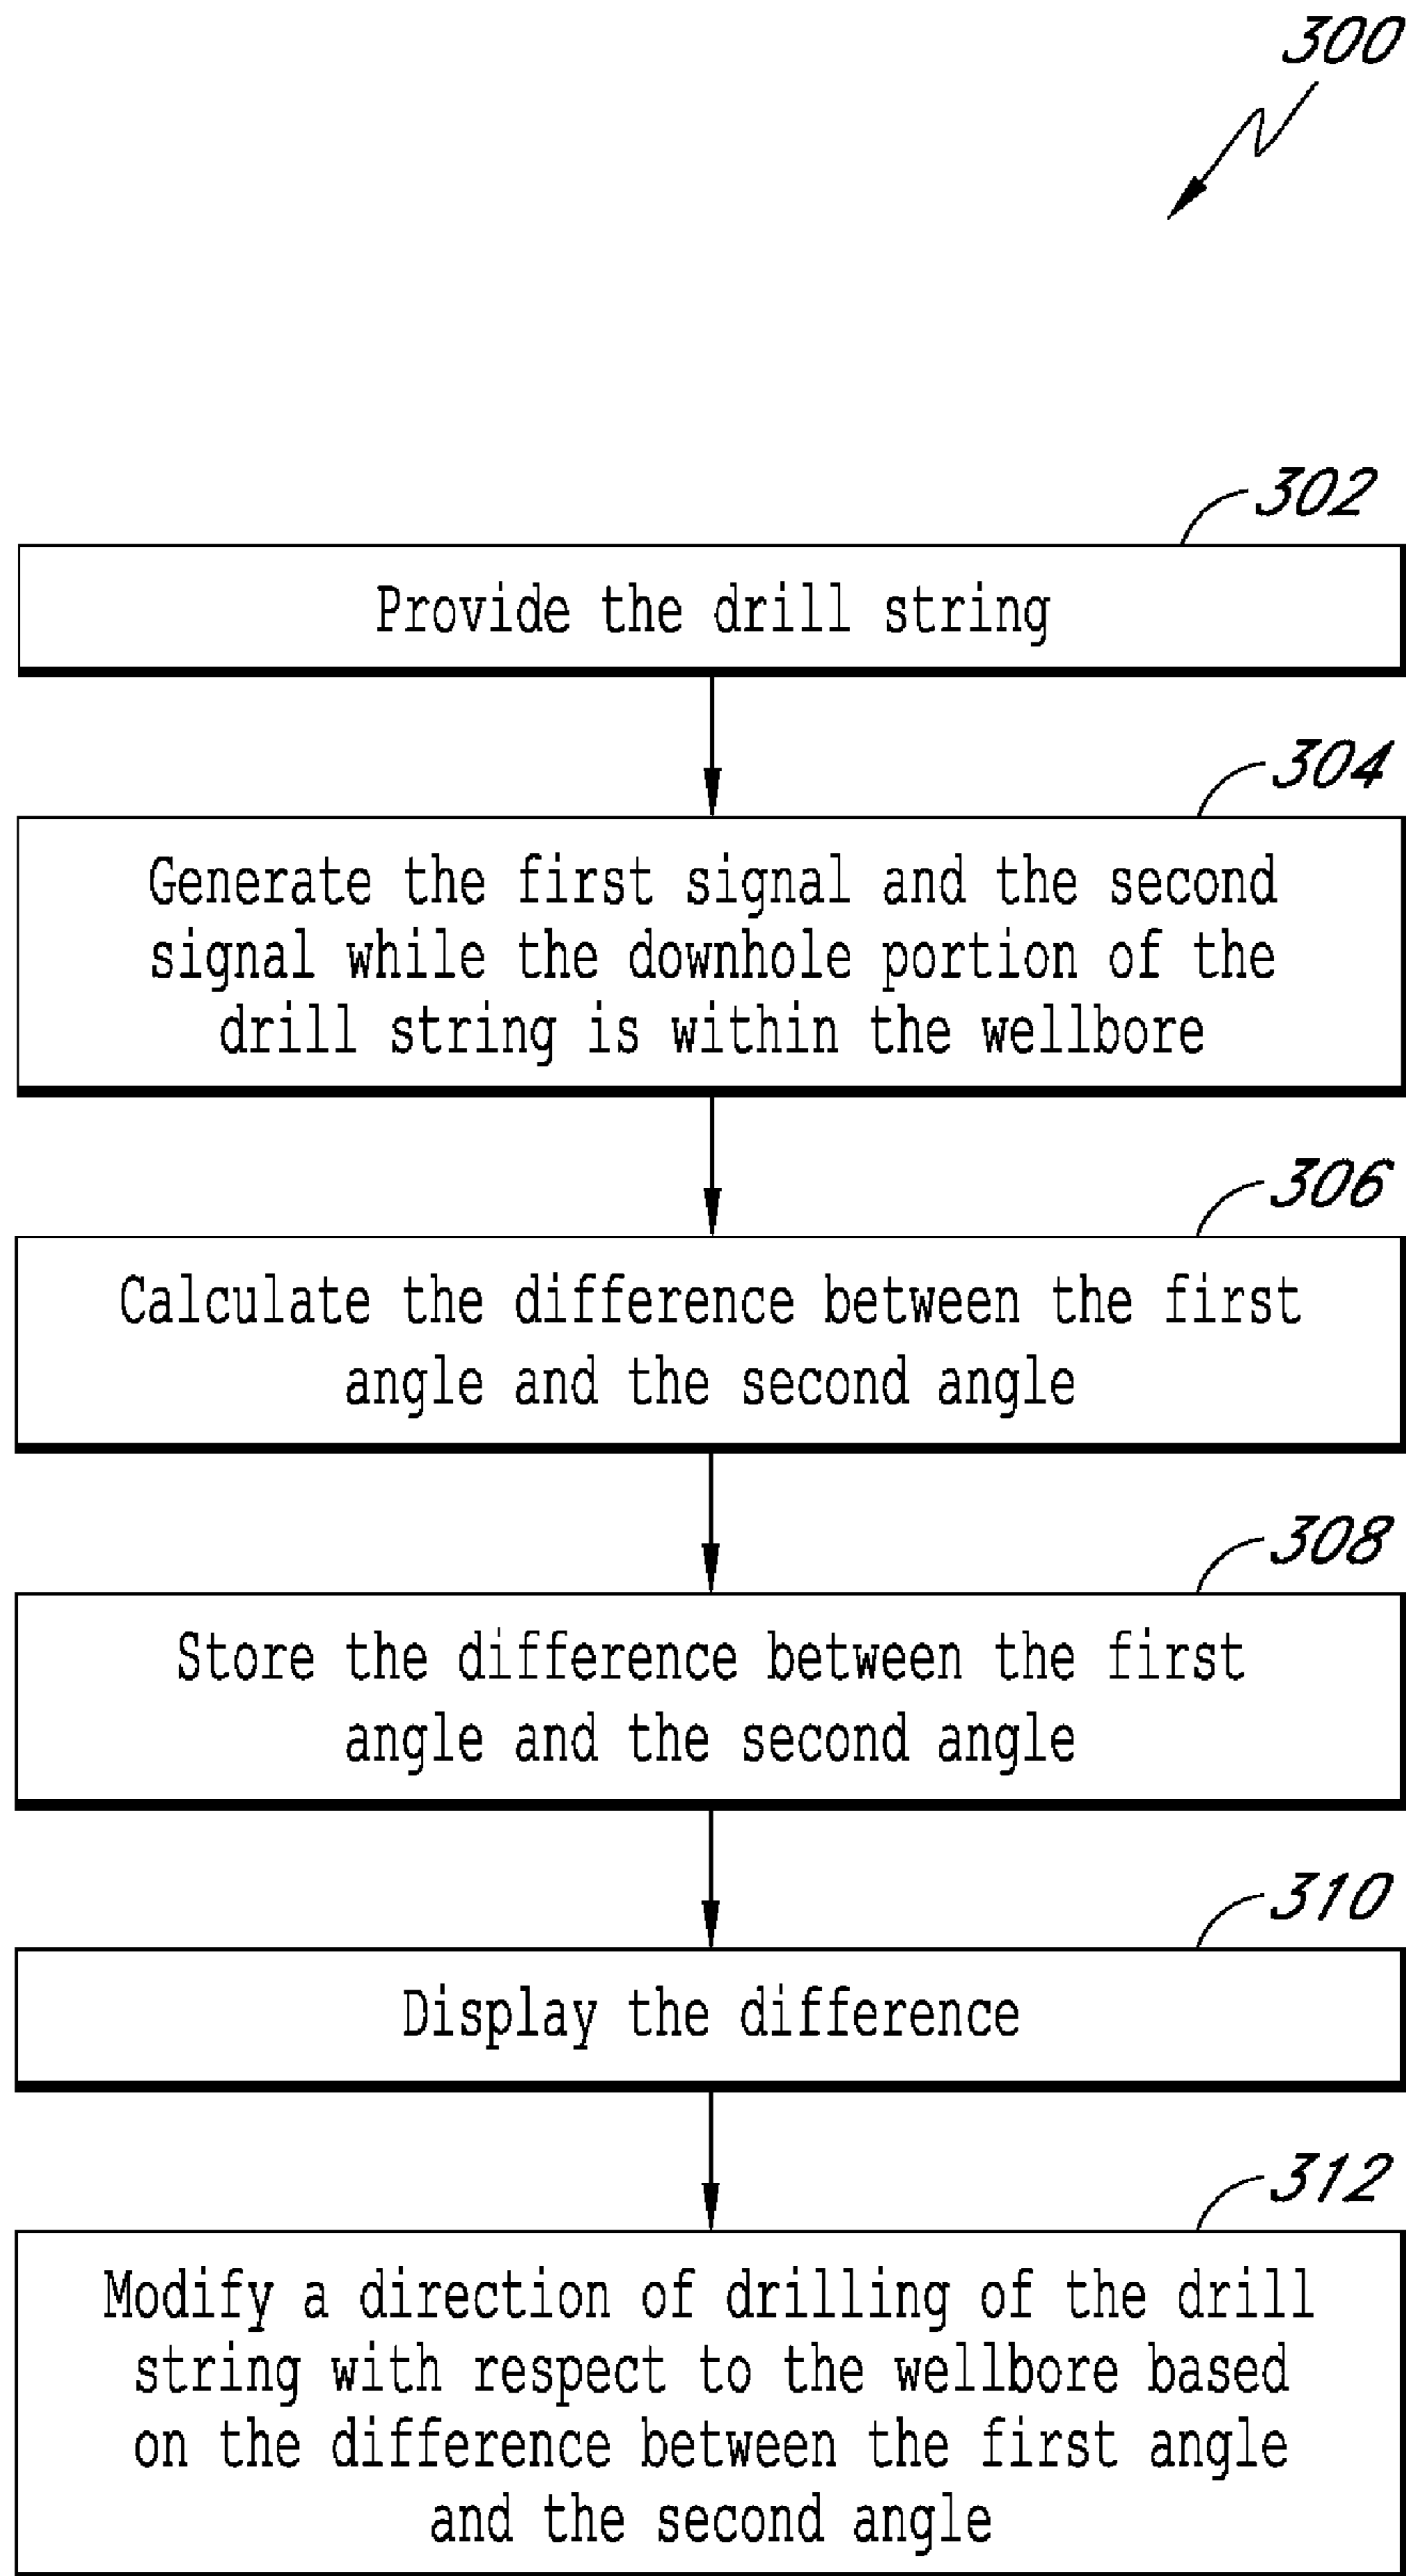 300
302
Provide the drill string
304
Generate the first signal and the second
signal while the downhole portion of the
drill string is within the wellbore
306
Calculate the difference between the first
angle and the second angle
308
Store the difference between the first
angle and the second angle
310
Display the difference
312
Modify a direction of drilling of the drill
string with respect to the wellbore based
on the difference between the first angle
and the second angle